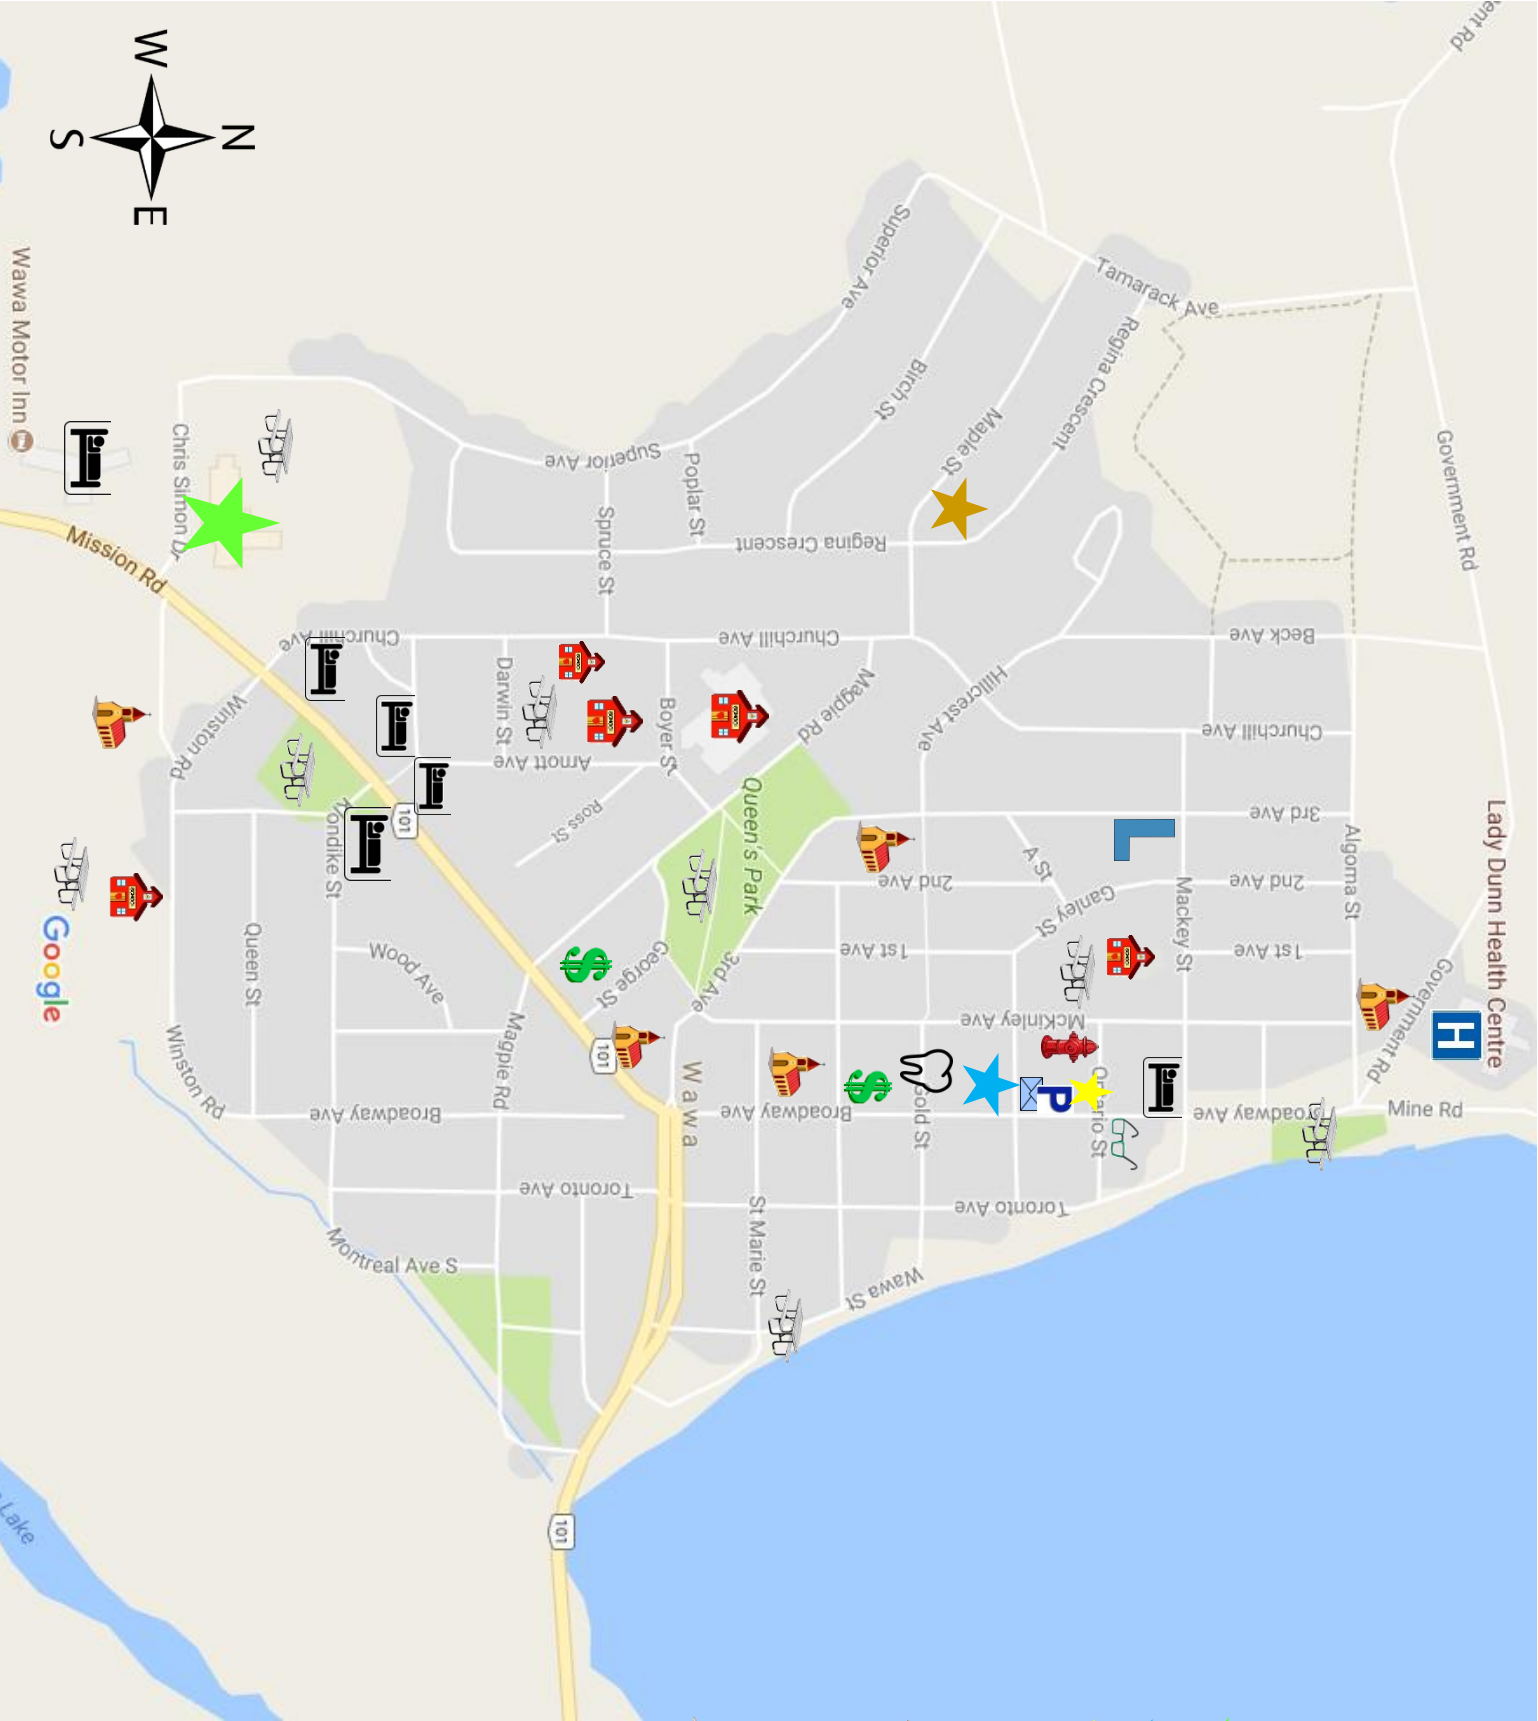 ent Rd
W
N
S
E
Wawa Motor Inn
Superior Ave
Tamarack Ave
Regina Crescent
Birch St
Maple St
Government Rd
Chris Simon Dr
Superior Ave
Poplar St
Spruce St
Regina Crescent
Mission Rd
Churchill Ave
Churchill Ave
Beck Ave
Darwin St
Boyer St
Magpie Rd
Hillcrest Ave
Winston Rd
Churchill Ave
Arnott Ave
Ross St
Queen's Park
3rd Ave
Klondike St
101
A St
2nd Ave
2nd Ave
Algoma St
Lady Dunn Health Centre
Ganley St
Mackey St
Google
Queen St
Wood Ave
George St
3rd Ave
1st Ave
1st Ave
Government Rd
Winston Rd
Magpie Rd
101
McKinley Ave
H
Wawa
Broadway Ave
Broadway Ave
Gold St
P
Ontario St
Broadway Ave
Mine Rd
Toronto Ave
Toronto Ave
St Marie St
Montreal Ave S
Wawa St
101
Lake